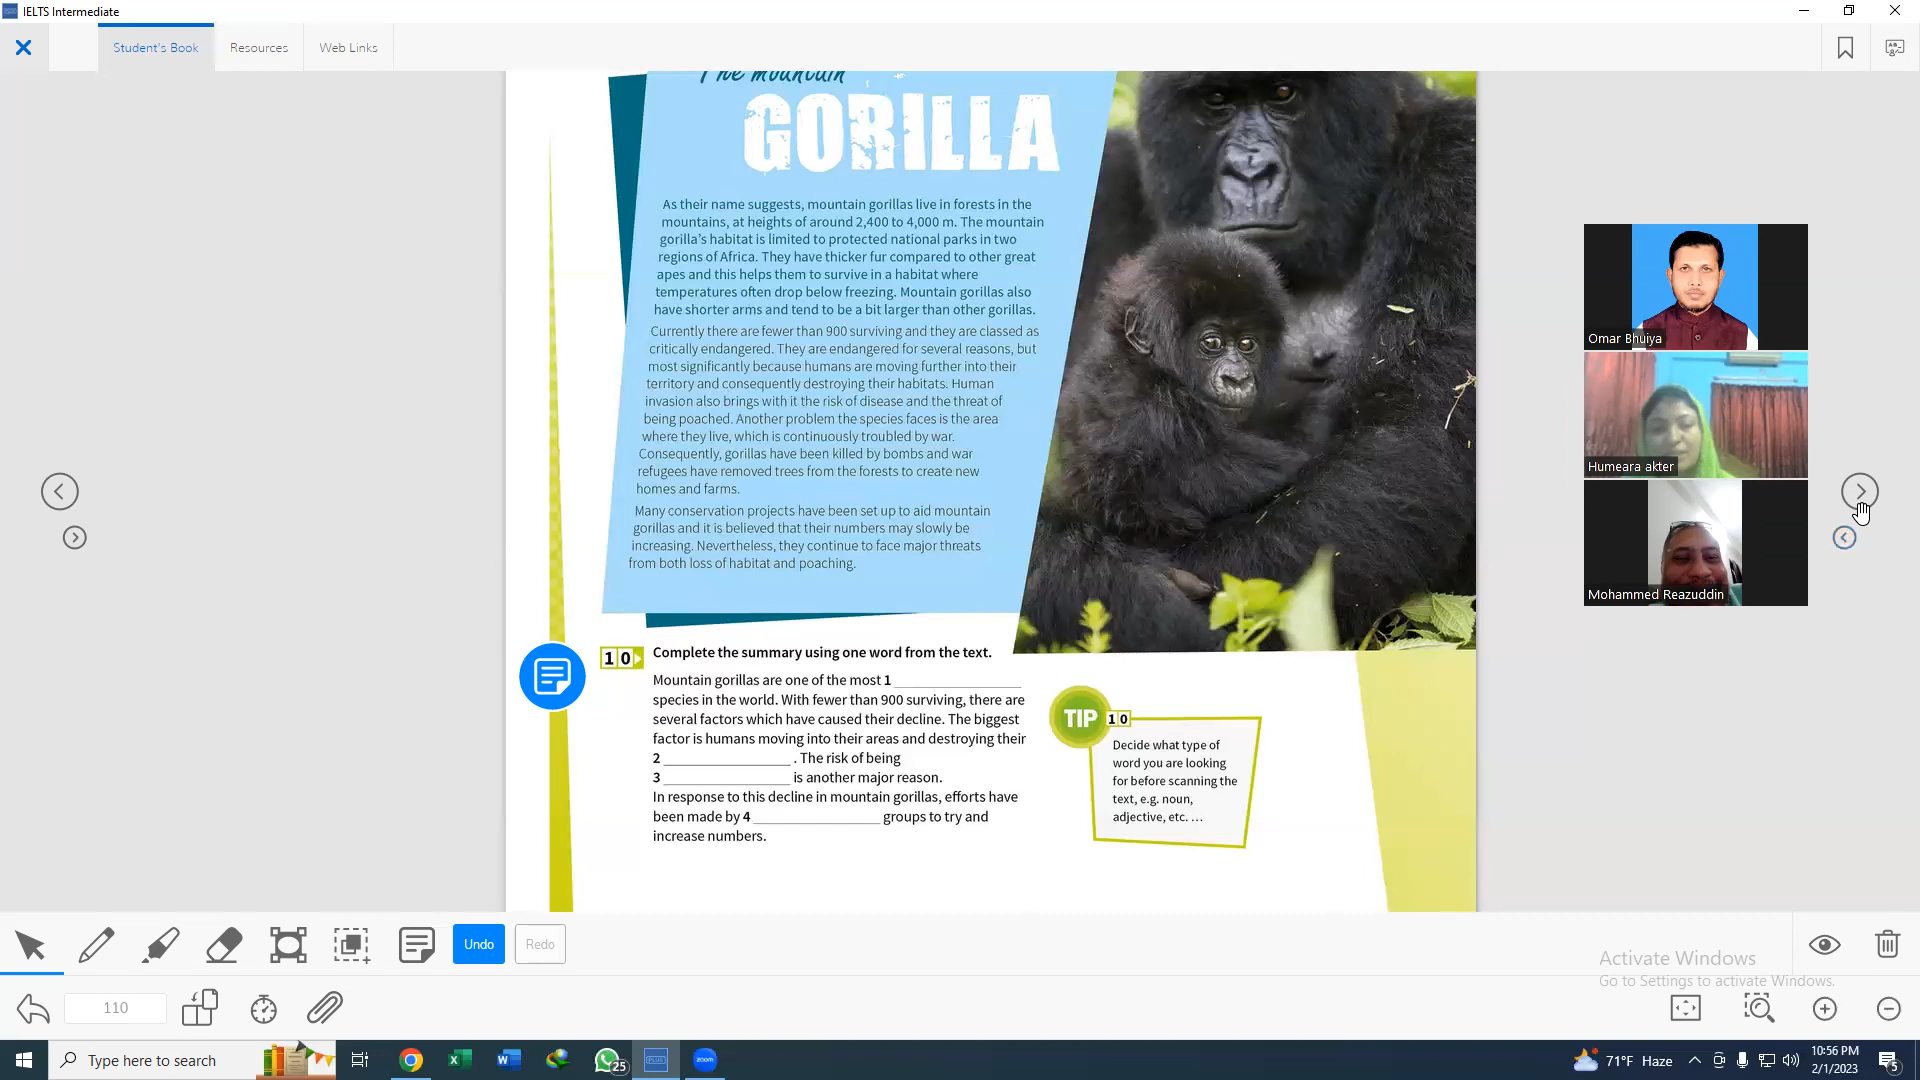 IELTS Intermediate
Student's Book
Resources
Web Links
The mountain
GORILLA
As their name suggests, mountain gorillas live in forests in the
mountains, at heights of around 2,400 to 4,000 m. The mountain
gorilla's habitat is limited to protected national parks in two
regions of Africa. They have thicker fur compared to other great
apes and this helps them to survive in a habitat where
temperatures often drop below freezing. Mountain gorillas also
have shorter arms and tend to be a bit larger than other gorillas.
Currently there are fewer than 900 surviving and they are classed as
critically endangered. They are endangered for several reasons, but
most significantly because humans are moving further into their
territory and consequently destroying their habitats. Human
invasion also brings with it the risk of disease and the threat of
being poached. Another problem the species faces is the area
where they live, which is continuously troubled by war.
Consequently, gorillas have been killed by bombs and war
refugees have removed trees from the forests to create new
homes and farms.
Many conservation projects have been set up to aid mountain
gorillas and it is believed that their numbers may slowly be
increasing. Nevertheless, they continue to face major threats
from both loss of habitat and poaching.
10 Complete the summary using one word from the text.
Mountain gorillas are one of the most 1 ____________
species in the world. With fewer than 900 surviving, there are
several factors which have caused their decline. The biggest
factor is humans moving into their areas and destroying their
2 ____________ . The risk of being
3 ____________ is another major reason.
In response to this decline in mountain gorillas, efforts have
been made by 4 ____________ groups to try and
increase numbers.
TIP 10
Decide what type of
word you are looking
for before scanning the
text, e.g. noun,
adjective, etc. …
Omar Bhuiya
Humeara akter
Mohammed Reazuddin
Undo
Redo
Activate Windows
Go to Settings to activate Windows.
110
Type here to search
25
zoom
71°F Haze
10:56 PM
2/1/2023
5